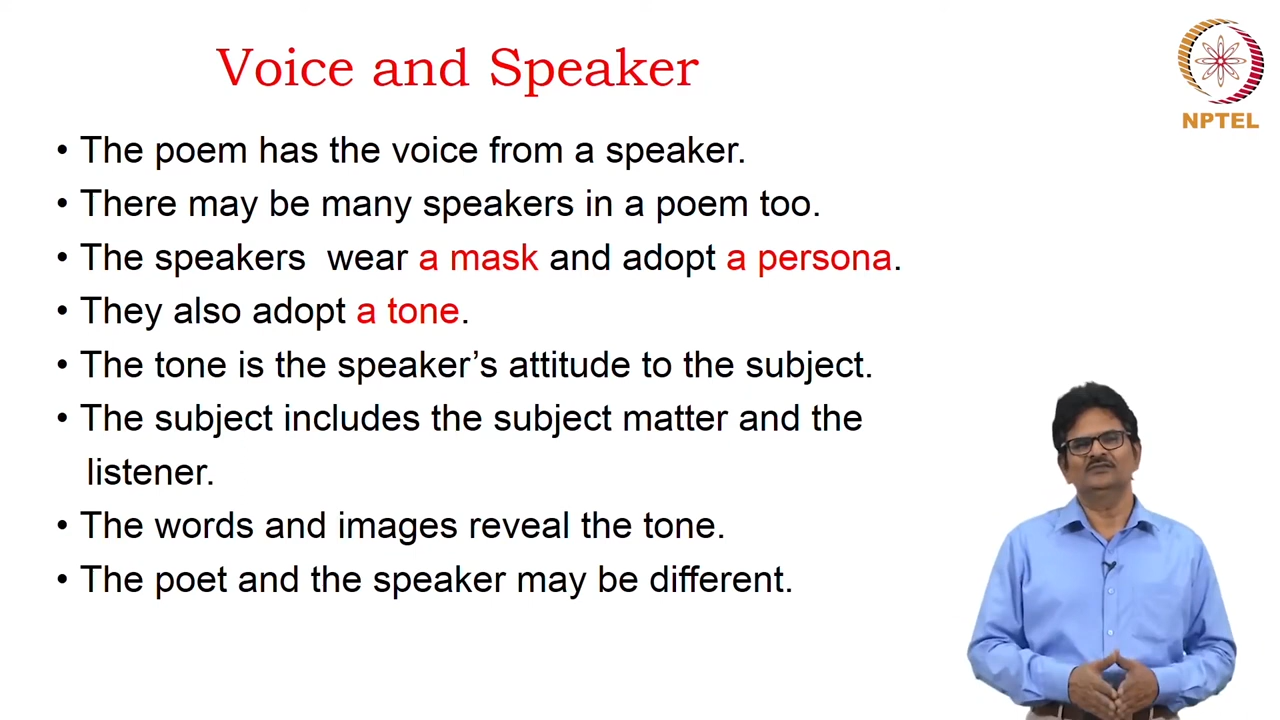 Voice and Speaker
NPTEL
• The poem has the voice from a speaker.
• There may be many speakers in a poem too.
• The speakers  wear a mask and adopt a persona.
• They also adopt a tone.
• The tone is the speaker’s attitude to the subject.
• The subject includes the subject matter and the
listener.
• The words and images reveal the tone.
• The poet and the speaker may be different.